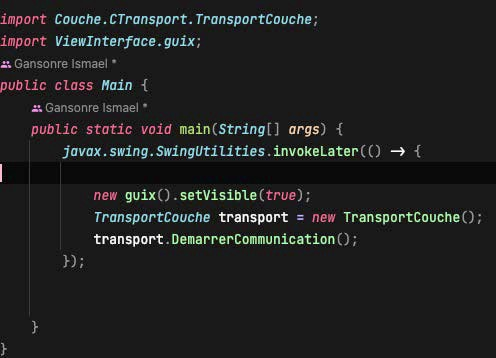 import Couche.CTransport.TransportCouche;
import ViewInterface.guix;
Gansonre Ismael *
public class Main {
Gansonre Ismael *
public static void main(String[] args) {
javax.swing.SwingUtilities.invokeLater(() -> {
new guix().setVisible(true);
TransportCouche transport = new TransportCouche();
transport.DemarrerCommunication();
});
}
}